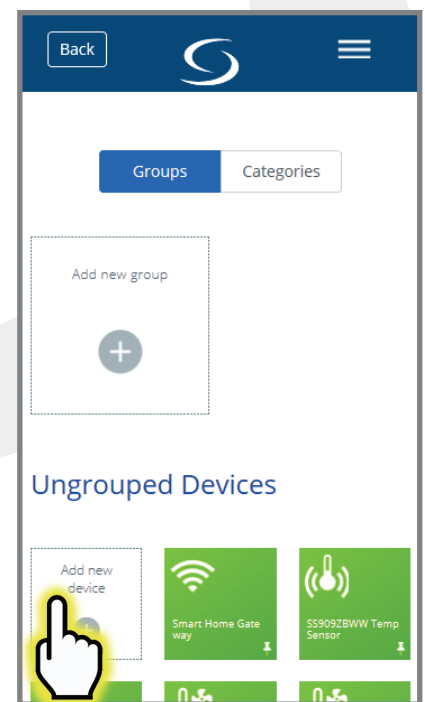 Back
Groups
Categories
Add new group
Ungrouped Devices
Add new
device
Smart Home Gate
way
SS909ZBWW Temp
Sensor